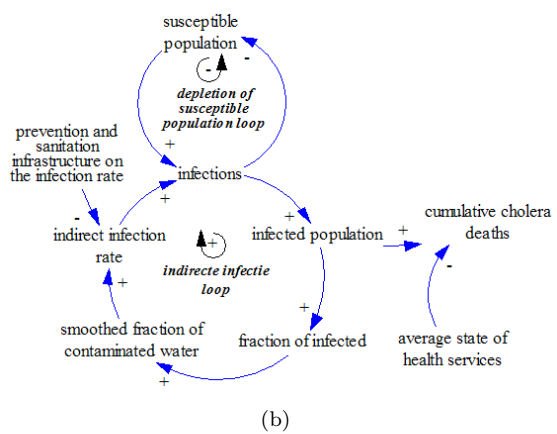 susceptible
population
-
-
depletion of
susceptible
population loop
prevention and
sanitation
infrastructure on
the infection rate
+
infections
+
-
+
indirect infection
rate
+
infected population
+
cumulative cholera
deaths
indirecte infectie
loop
-
+
+
smoothed fraction of
contaminated water
fraction of infected
average state of
health services
+
(b)